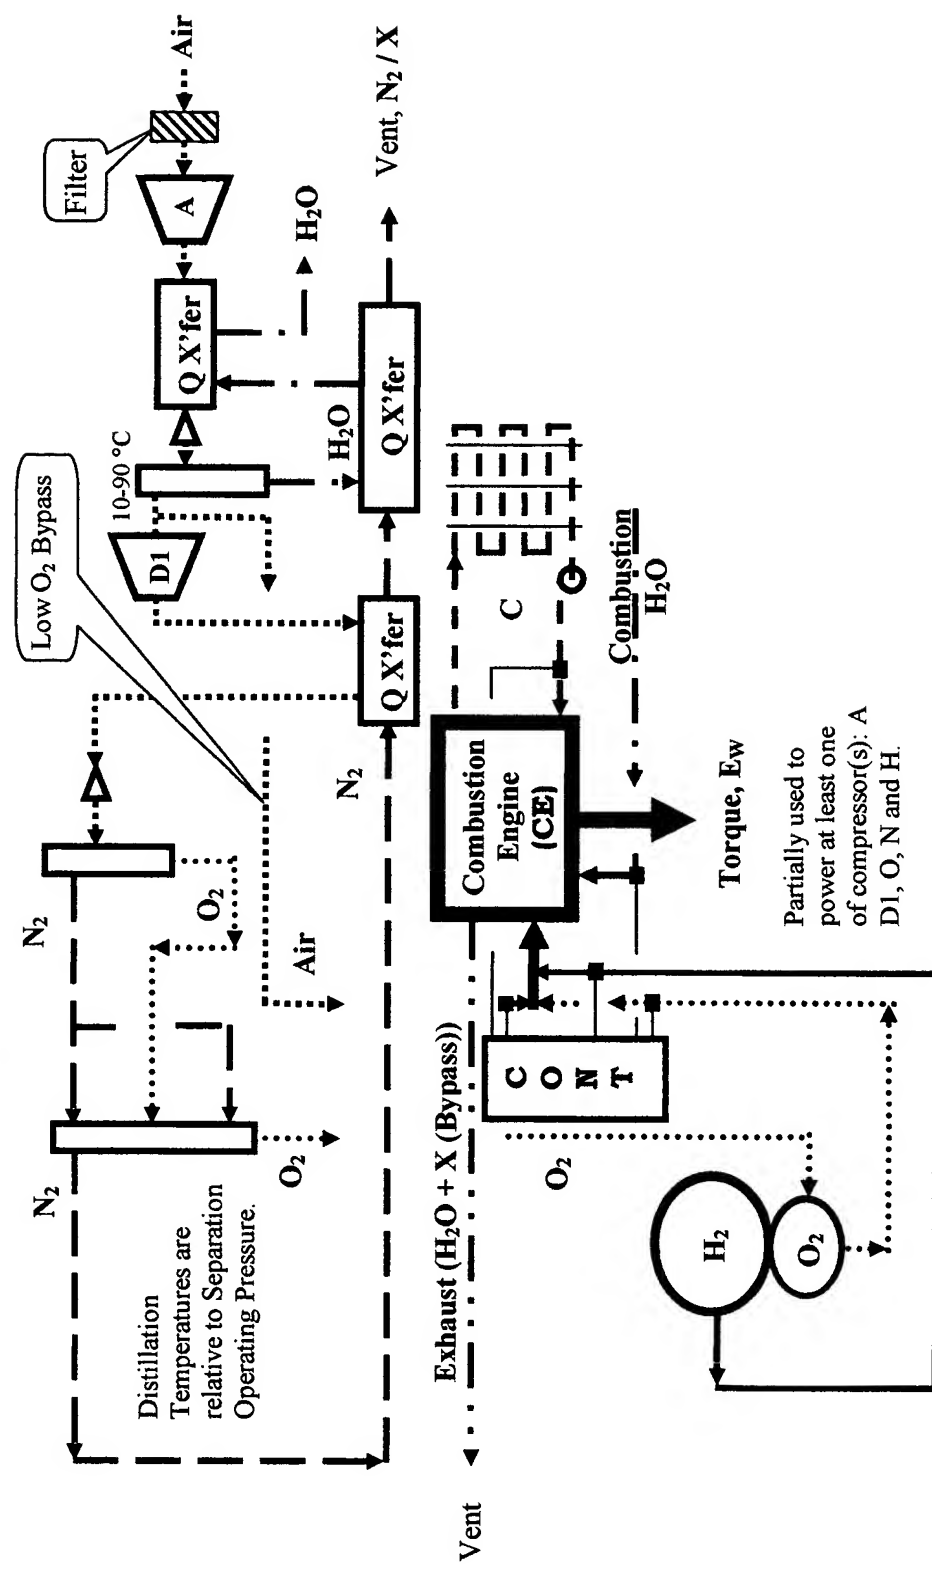 Filter
Air
A
Q X'fer
H₂O
Vent, N₂ / X
10-90 °C
H₂O
Q X'fer
Low O₂ Bypass
D1
Q X'fer
N₂
N₂
O₂
Air
N₂
O₂
Distillation
Temperatures are
relative to Separation
Operating Pressure.
C
Combustion
H₂O
Combustion
Engine
(CE)
Torque, Eᴡ
Partially used to
power at least one
of compressor(s): A
D1, O, N and H.
Exhaust (H₂O + X (Bypass))
Vent
CONT
O₂
H₂
O₂